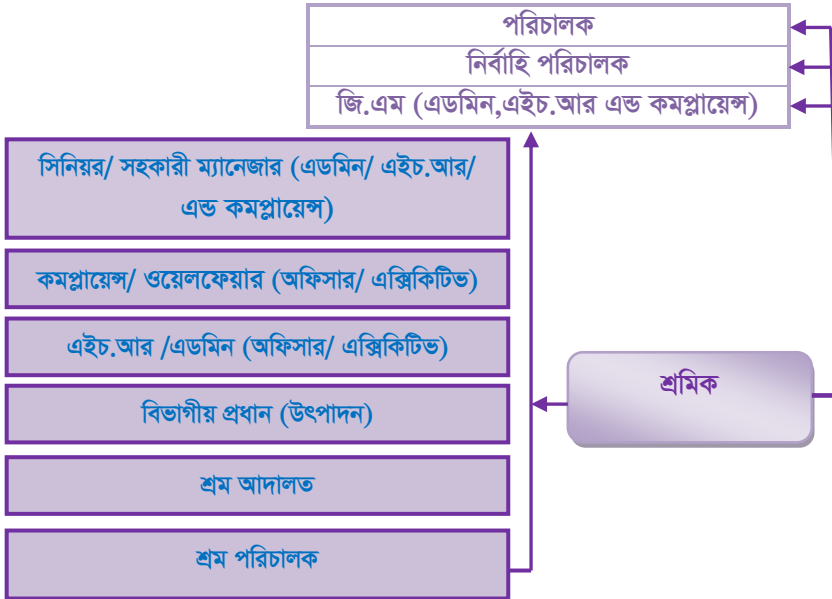 পরিচালক
নির্বাহি পরিচালক
জি.এম (এডমিন,এইচ.আর এন্ড কমপ্লায়েন্স)
সিনিয়র/ সহকারী ম্যানেজার (এডমিন/ এইচ.আর/
এন্ড কমপ্লায়েন্স)
কমপ্লায়েন্স/ ওয়েলফেয়ার (অফিসার/ এক্সিকিটিভ)
এইচ.আর /এডমিন (অফিসার/ এক্সিকিটিভ)
বিভাগীয় প্রধান (উৎপাদন)
শ্রম আদালত
শ্রম পরিচালক
শ্রমিক